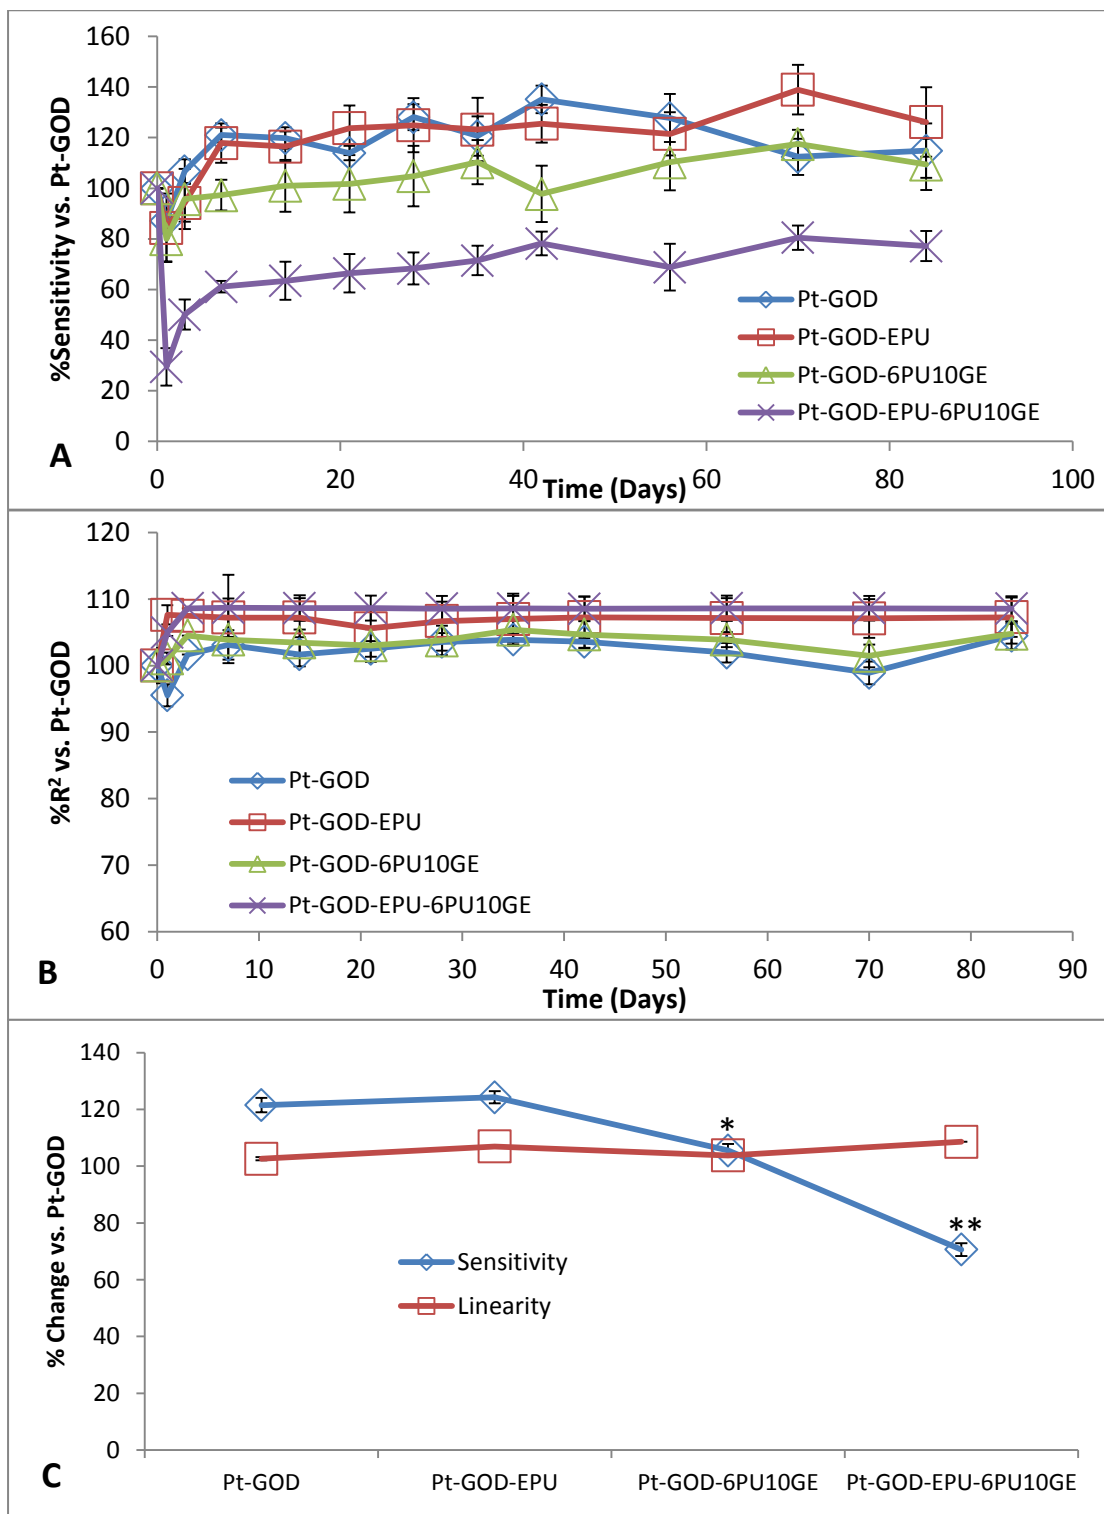 160
140
120
100
80
60
40
20
0
%Sensitivity vs. Pt-GOD
Pt-GOD
Pt-GOD-EPU
Pt-GOD-6PU10GE
Pt-GOD-EPU-6PU10GE
A
0 20 40 60 80 100
Time (Days)
120
110
100
90
80
70
60
%R² vs. Pt-GOD
Pt-GOD
Pt-GOD-EPU
Pt-GOD-6PU10GE
Pt-GOD-EPU-6PU10GE
B
0 10 20 30 40 50 60 70 80 90
Time (Days)
140
120
100
80
60
40
20
0
% Change vs. Pt-GOD
*
**
Sensitivity
Linearity
C
Pt-GOD Pt-GOD-EPU Pt-GOD-6PU10GE Pt-GOD-EPU-6PU10GE